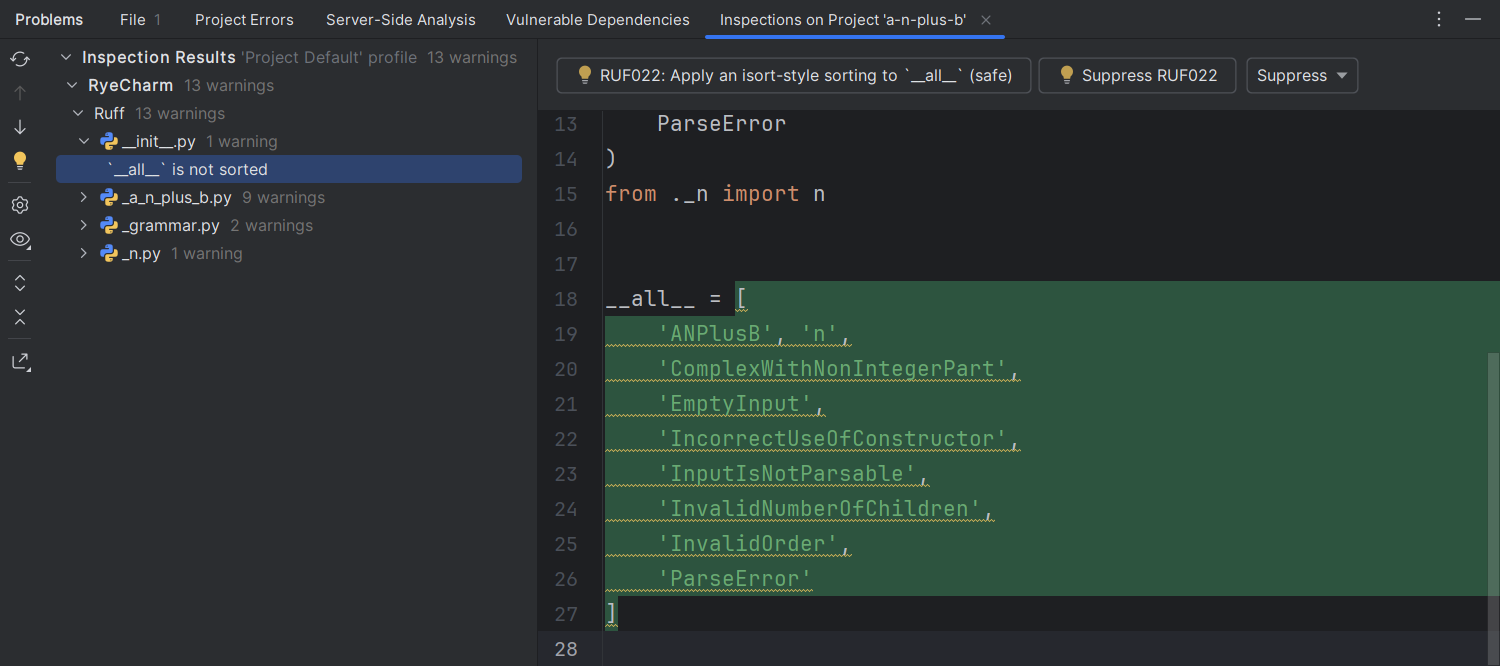 Problems File 1 Project Errors Server-Side Analysis Vulnerable Dependencies Inspections on Project 'a-n-plus-b'
Inspection Results 'Project Default' profile 13 warnings
RyeCharm 13 warnings
Ruff 13 warnings
__init__.py 1 warning
`__all__` is not sorted
_a_n_plus_b.py 9 warnings
_grammar.py 2 warnings
_n.py 1 warning
RUF022: Apply an isort-style sorting to `__all__` (safe) Suppress RUF022 Suppress
13     ParseError
14 )
15 from ._n import n
16
17
18 __all__ = [
19     'ANPlusB', 'n',
20     'ComplexWithNonIntegerPart',
21     'EmptyInput',
22     'IncorrectUseOfConstructor',
23     'InputIsNotParsable',
24     'InvalidNumberOfChildren',
25     'InvalidOrder',
26     'ParseError'
27 ]
28